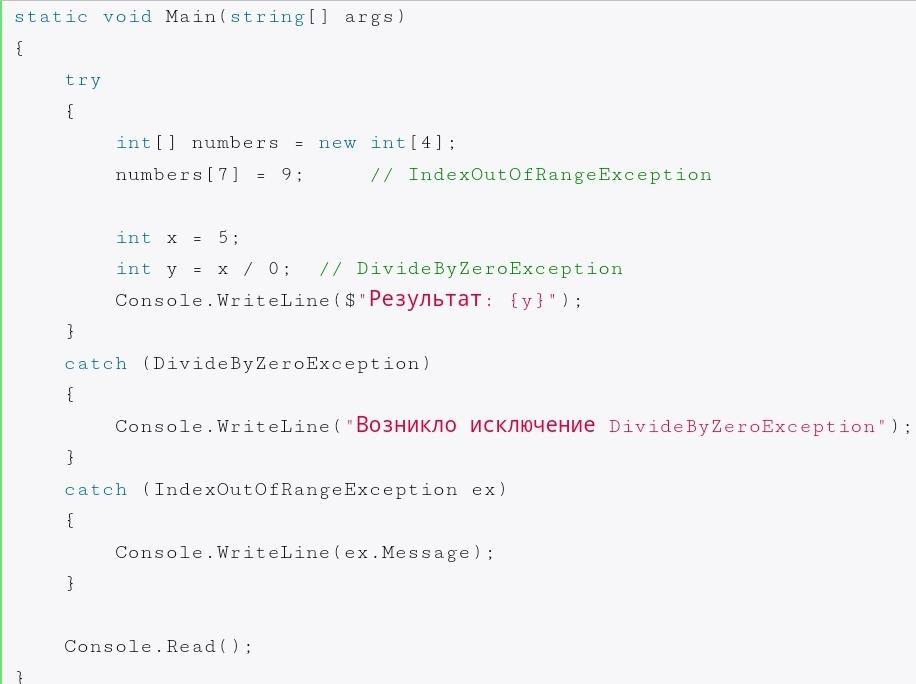 static void Main(string[] args)
{
    try
    {
        int[] numbers = new int[4];
        numbers[7] = 9;     // IndexOutOfRangeException

        int x = 5;
        int y = x / 0;  // DivideByZeroException
        Console.WriteLine($"Результат: {y}");
    }
    catch (DivideByZeroException)
    {
        Console.WriteLine("Возникло исключение DivideByZeroException");
    }
    catch (IndexOutOfRangeException ex)
    {
        Console.WriteLine(ex.Message);
    }

    Console.Read();
}